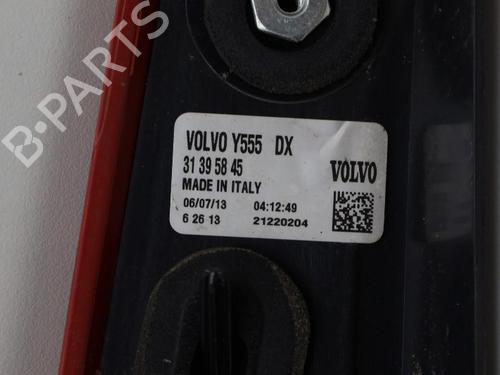 VOLVO Y555 DX
31 39 58 45
MADE IN ITALY
VOLVO
06/07/13 04:12:49
6 26 13 21220204
B-PARTS